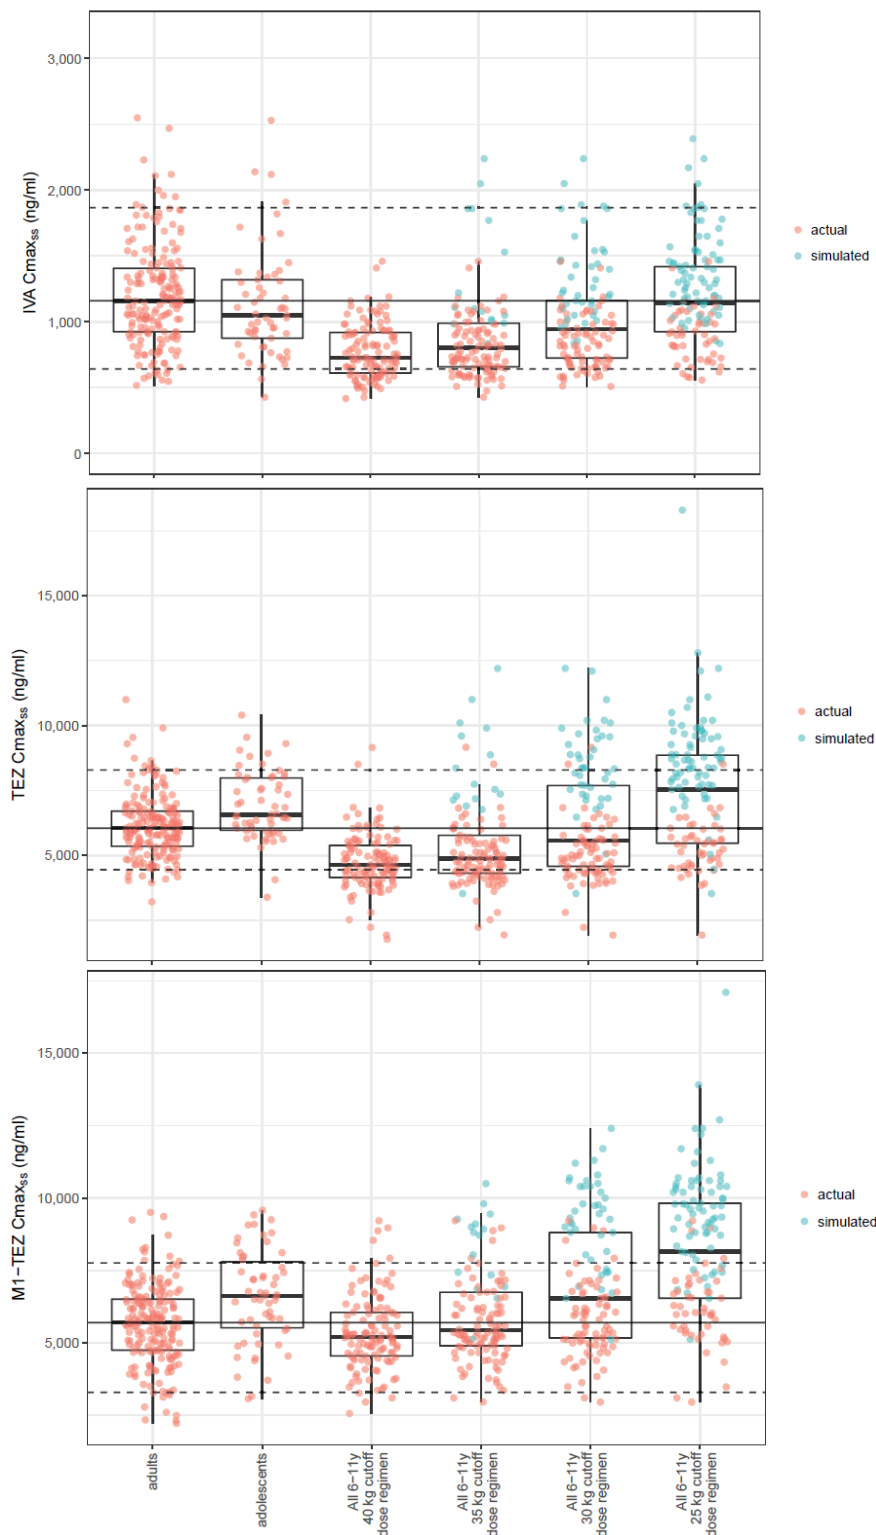 IVA Cmaxss (ng/ml)
3,000
2,000
1,000
0
actual
simulated
TEZ Cmaxss (ng/ml)
15,000
10,000
5,000
actual
simulated
M1−TEZ Cmaxss (ng/ml)
15,000
10,000
5,000
actual
simulated
adults
adolescents
All 6−11y
40 kg cutoff
dose regimen
All 6−11y
35 kg cutoff
dose regimen
All 6−11y
30 kg cutoff
dose regimen
All 6−11y
25 kg cutoff
dose regimen